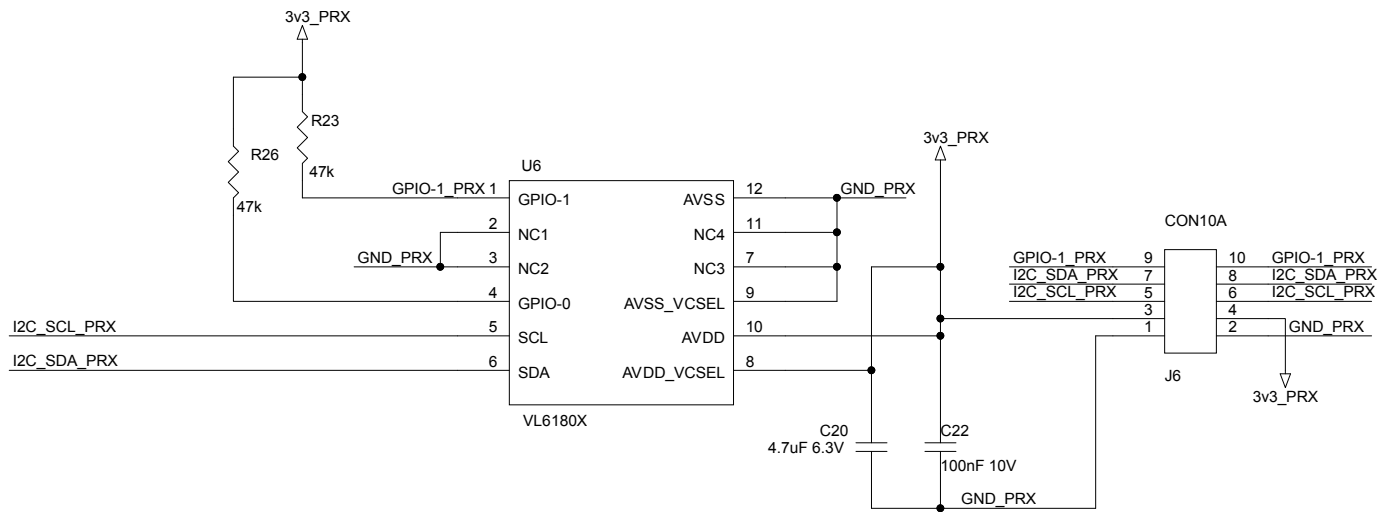 3v3_PRX
R23
R26
47k
47k
3v3_PRX
U6
GPIO-1_PRX 1 GPIO-1 AVSS 12 GND_PRX
2 NC1 NC4 11
GND_PRX 3 NC2 NC3 7
4 GPIO-0 AVSS_VCSEL 9
I2C_SCL_PRX 5 SCL AVDD 10
I2C_SDA_PRX 6 SDA AVDD_VCSEL 8
VL6180X
CON10A
GPIO-1_PRX 9 10 GPIO-1_PRX
I2C_SDA_PRX 7 8 I2C_SDA_PRX
I2C_SCL_PRX 5 6 I2C_SCL_PRX
3 4
1 2 GND_PRX
J6
3v3_PRX
C20
4.7uF 6.3V
C22
100nF 10V
GND_PRX